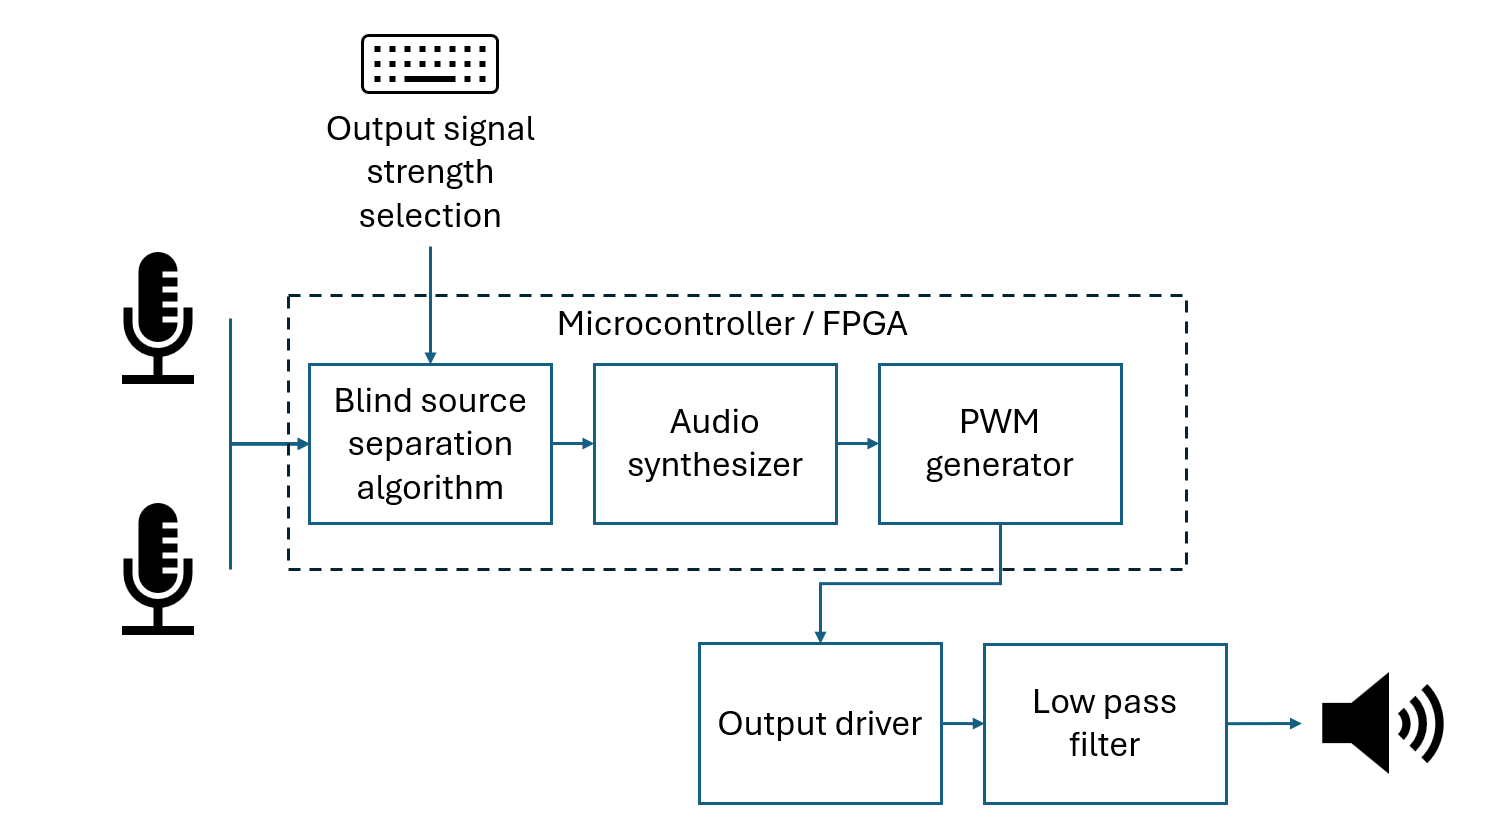 Output signal
strength
selection
Microcontroller / FPGA
Blind source
separation
algorithm
Audio
synthesizer
PWM
generator
Output driver
Low pass
filter